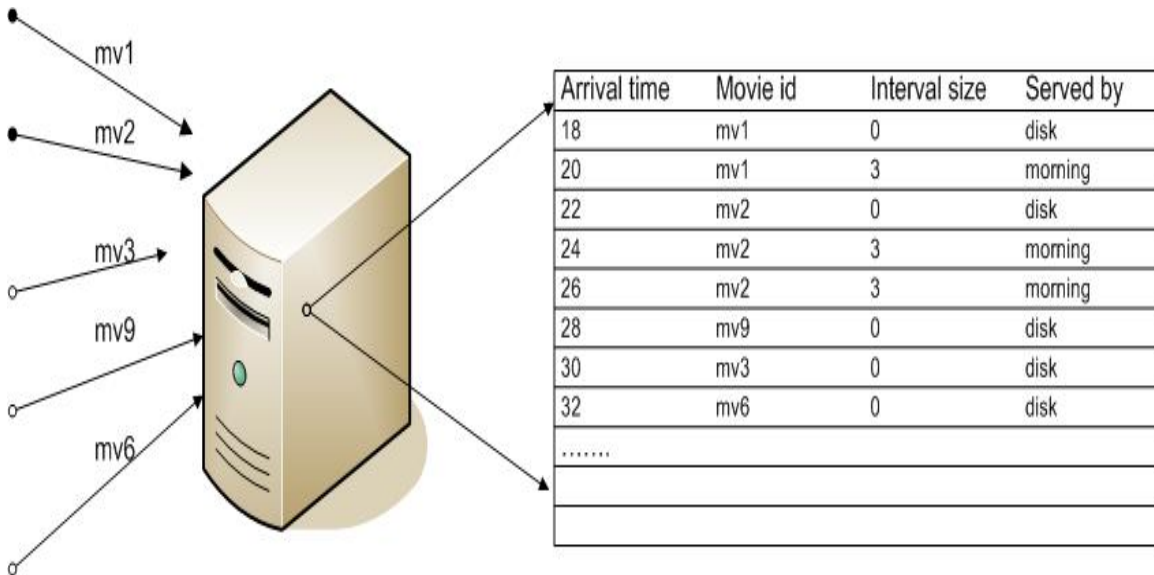 mv1
mv2
mv3
mv9
mv6
Arrival time Movie id Interval size Served by
18 mv1 0 disk
20 mv1 3 morning
22 mv2 0 disk
24 mv2 3 morning
26 mv2 3 morning
28 mv9 0 disk
30 mv3 0 disk
32 mv6 0 disk
.......